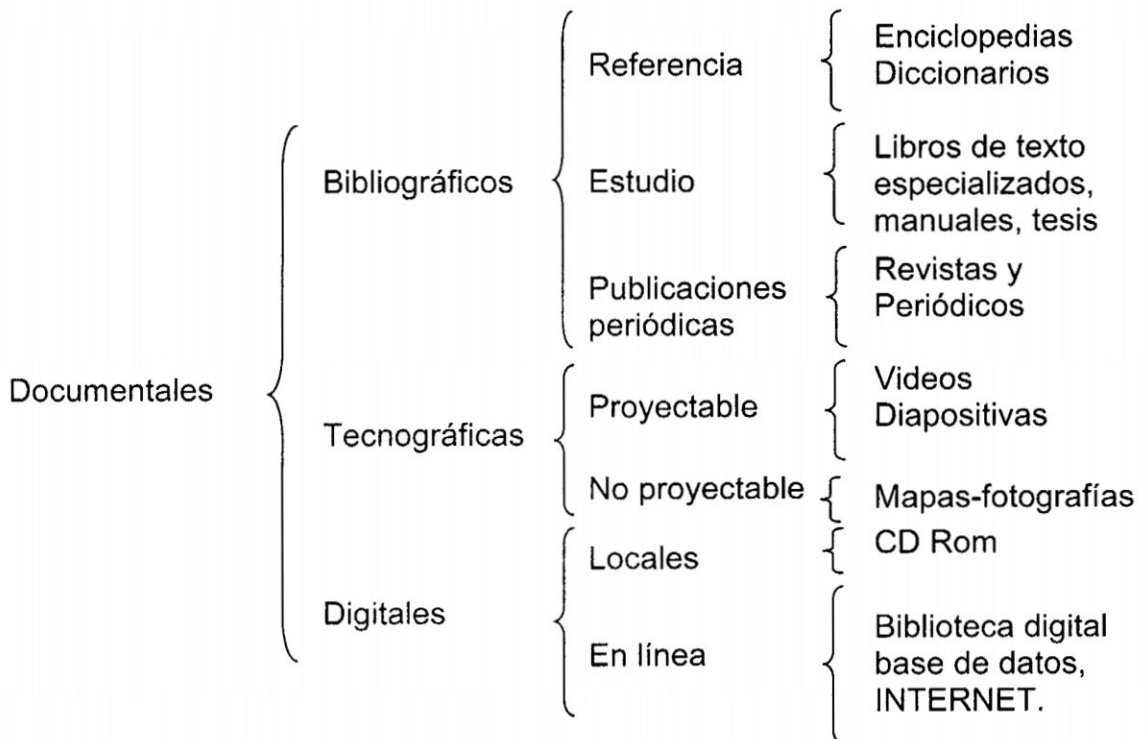 Documentales
Bibliográficos
Referencia
Enciclopedias
Diccionarios
Estudio
Libros de texto
especializados,
manuales, tesis
Publicaciones
periódicas
Revistas y
Periódicos
Tecnográficas
Proyectable
Videos
Diapositivas
No proyectable
Mapas-fotografías
Digitales
Locales
CD Rom
En línea
Biblioteca digital
base de datos,
INTERNET.